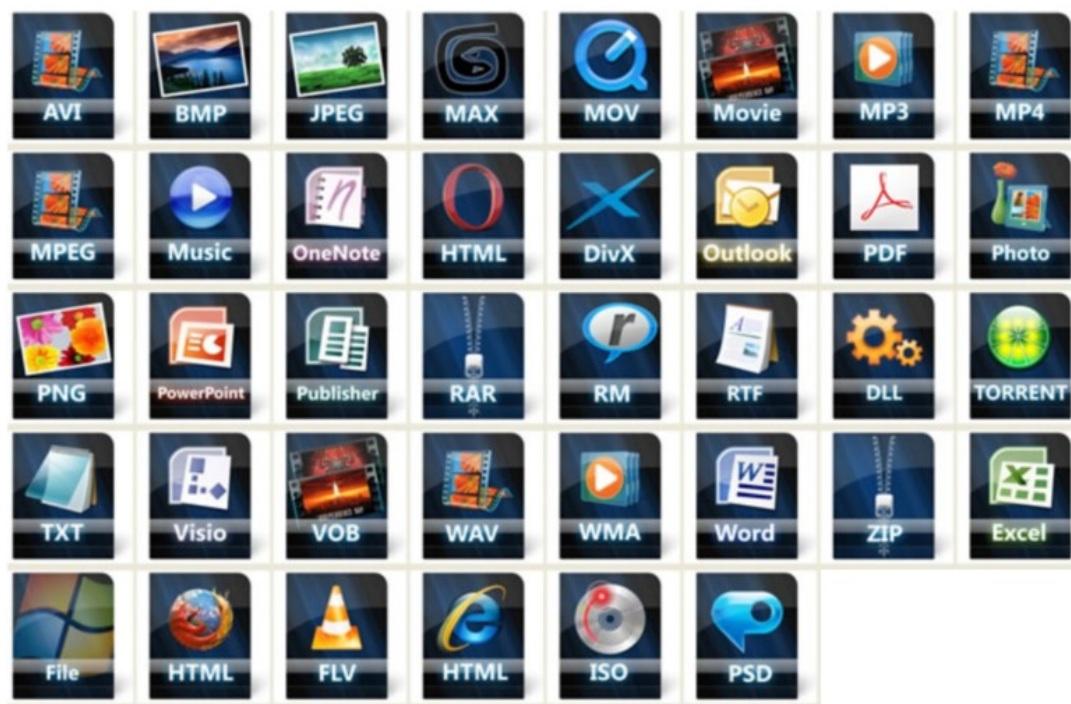 AVI BMP JPEG MAX MOV Movie MP3 MP4
MPEG Music OneNote HTML DivX Outlook PDF Photo
PNG PowerPoint Publisher RAR RM RTF DLL TORRENT
TXT Visio VOB WAV WMA Word ZIP Excel
File HTML FLV HTML ISO PSD